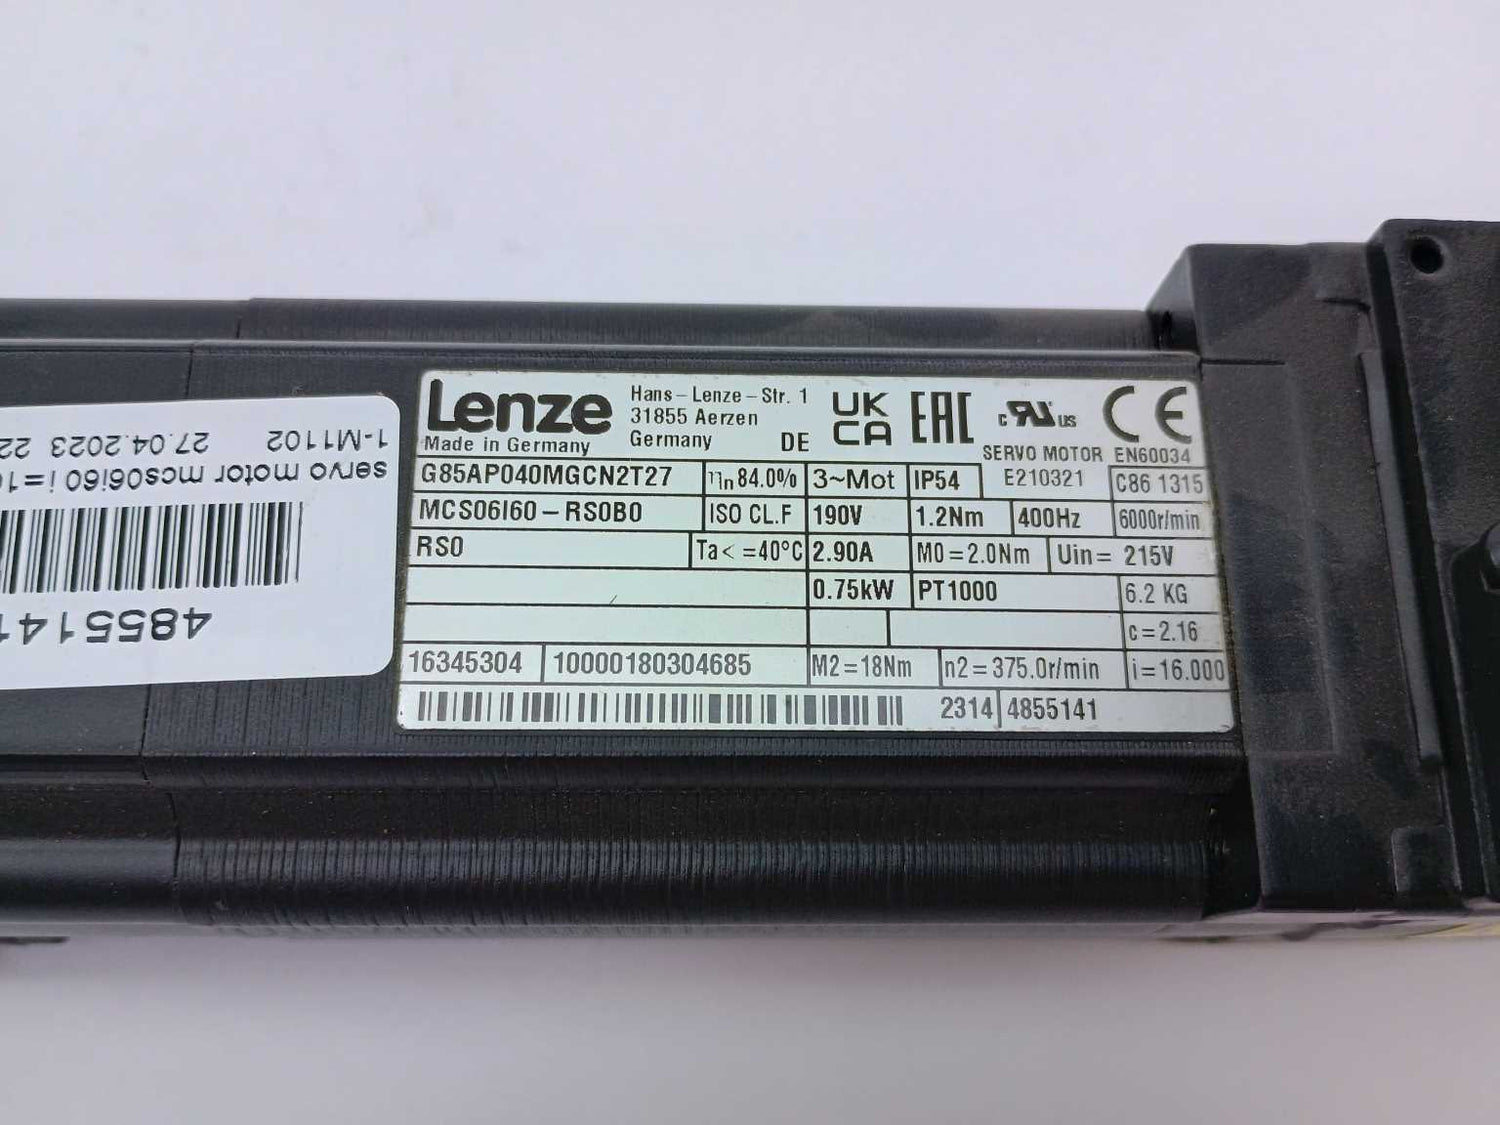 Lenze
Made in Germany
Hans-Lenze-Str. 1
31855 Aerzen
Germany DE
UK
CA
EAC
c RU us
CE
SERVO MOTOR EN60034
G85AP040MGCN2T27 ηin 84.0% 3~Mot IP54 E210321 C86 1315
MCS06I60-RS0B0 ISO CL.F 190V 1.2Nm 400Hz 6000r/min
RS0 Ta<=40°C 2.90A M0=2.0Nm Uin= 215V
0.75kW PT1000 6.2 KG
c=2.16
16345304 10000180304685 M2=18Nm n2=375.0r/min i=16.000
2314 4855141
485514
servo motor mcs06i60 i=1
1-M1102 27.04.2023 22